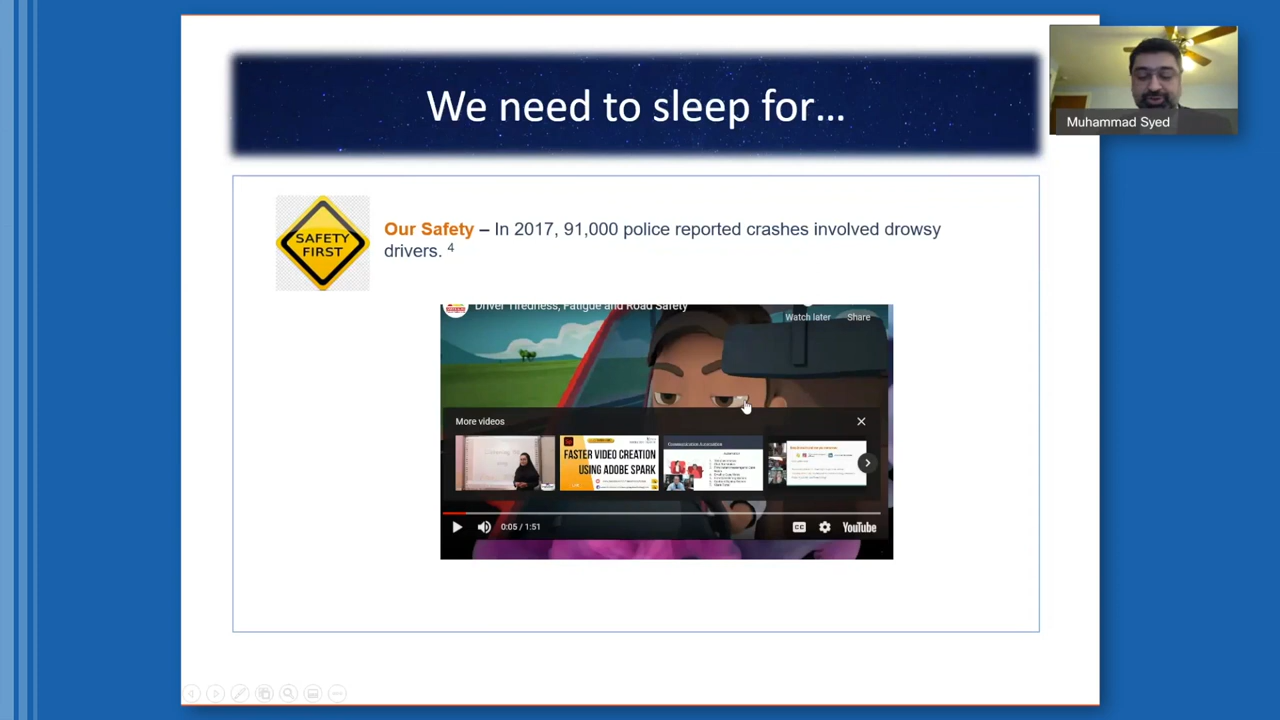 We need to sleep for...
Muhammad Syed
SAFETY
FIRST
Our Safety – In 2017, 91,000 police reported crashes involved drowsy
drivers. 4
Driver Tiredness, Fatigue and Road Safety
Watch later
Share
More videos
FASTER VIDEO CREATION
USING ADOBE SPARK
0:05 / 1:51
CC
YouTube